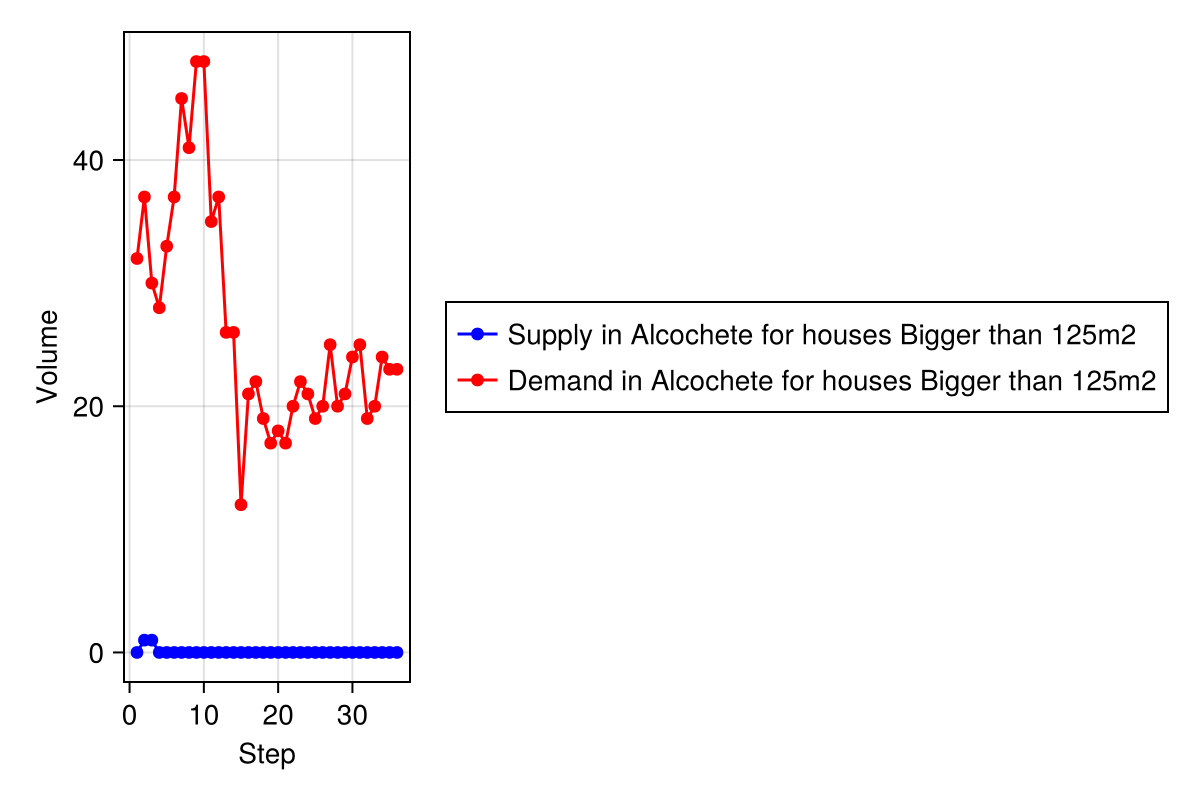 Volume
40
20
0
0 10 20 30
Step
Supply in Alcochete for houses Bigger than 125m2
Demand in Alcochete for houses Bigger than 125m2